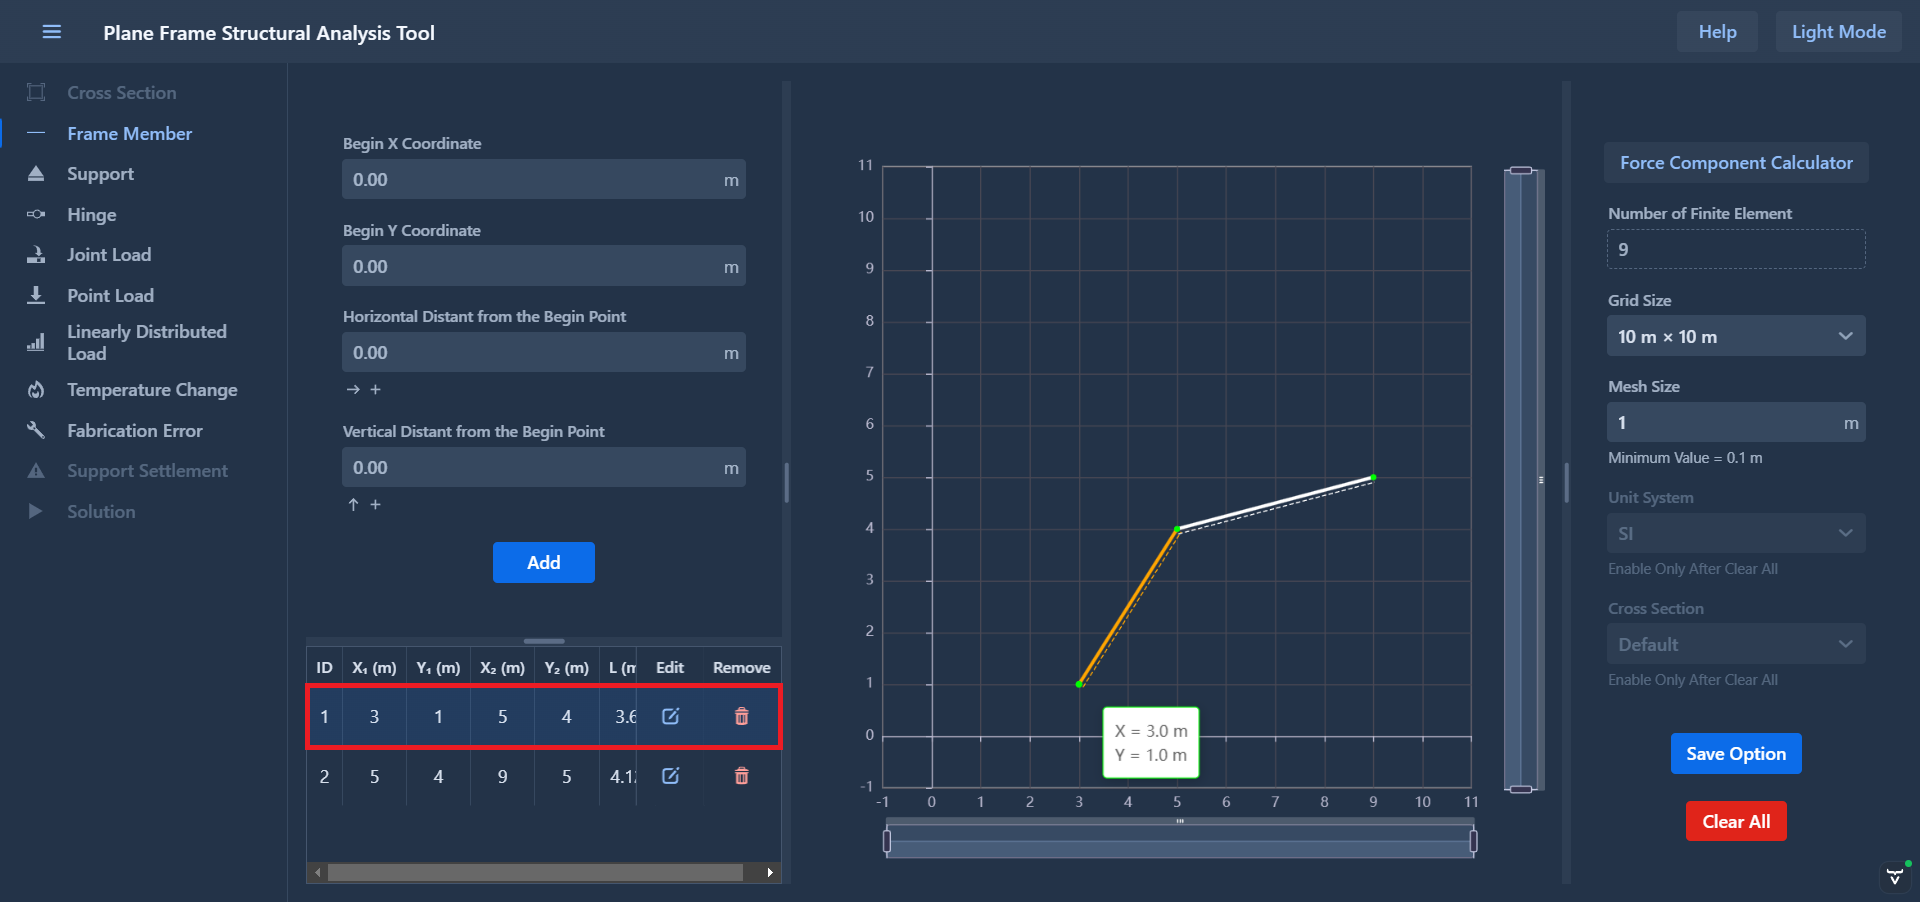 Plane Frame Structural Analysis Tool
Help
Light Mode
Cross Section
Frame Member
Support
Hinge
Joint Load
Point Load
Linearly Distributed
Load
Temperature Change
Fabrication Error
Support Settlement
Solution
Begin X Coordinate
0.00 m
Begin Y Coordinate
0.00 m
Horizontal Distant from the Begin Point
0.00 m
→ +
Vertical Distant from the Begin Point
0.00 m
↑ +
Add
ID X₁ (m) Y₁ (m) X₂ (m) Y₂ (m) L (m Edit Remove
1 3 1 5 4 3.6
2 5 4 9 5 4.12
11
10
9
8
7
6
5
4
3
2
1
0
-1
-1 0 1 2 3 4 5 6 7 8 9 10 11
X = 3.0 m
Y = 1.0 m
Force Component Calculator
Number of Finite Element
9
Grid Size
10 m × 10 m
Mesh Size
1 m
Minimum Value = 0.1 m
Unit System
SI
Enable Only After Clear All
Cross Section
Default
Enable Only After Clear All
Save Option
Clear All